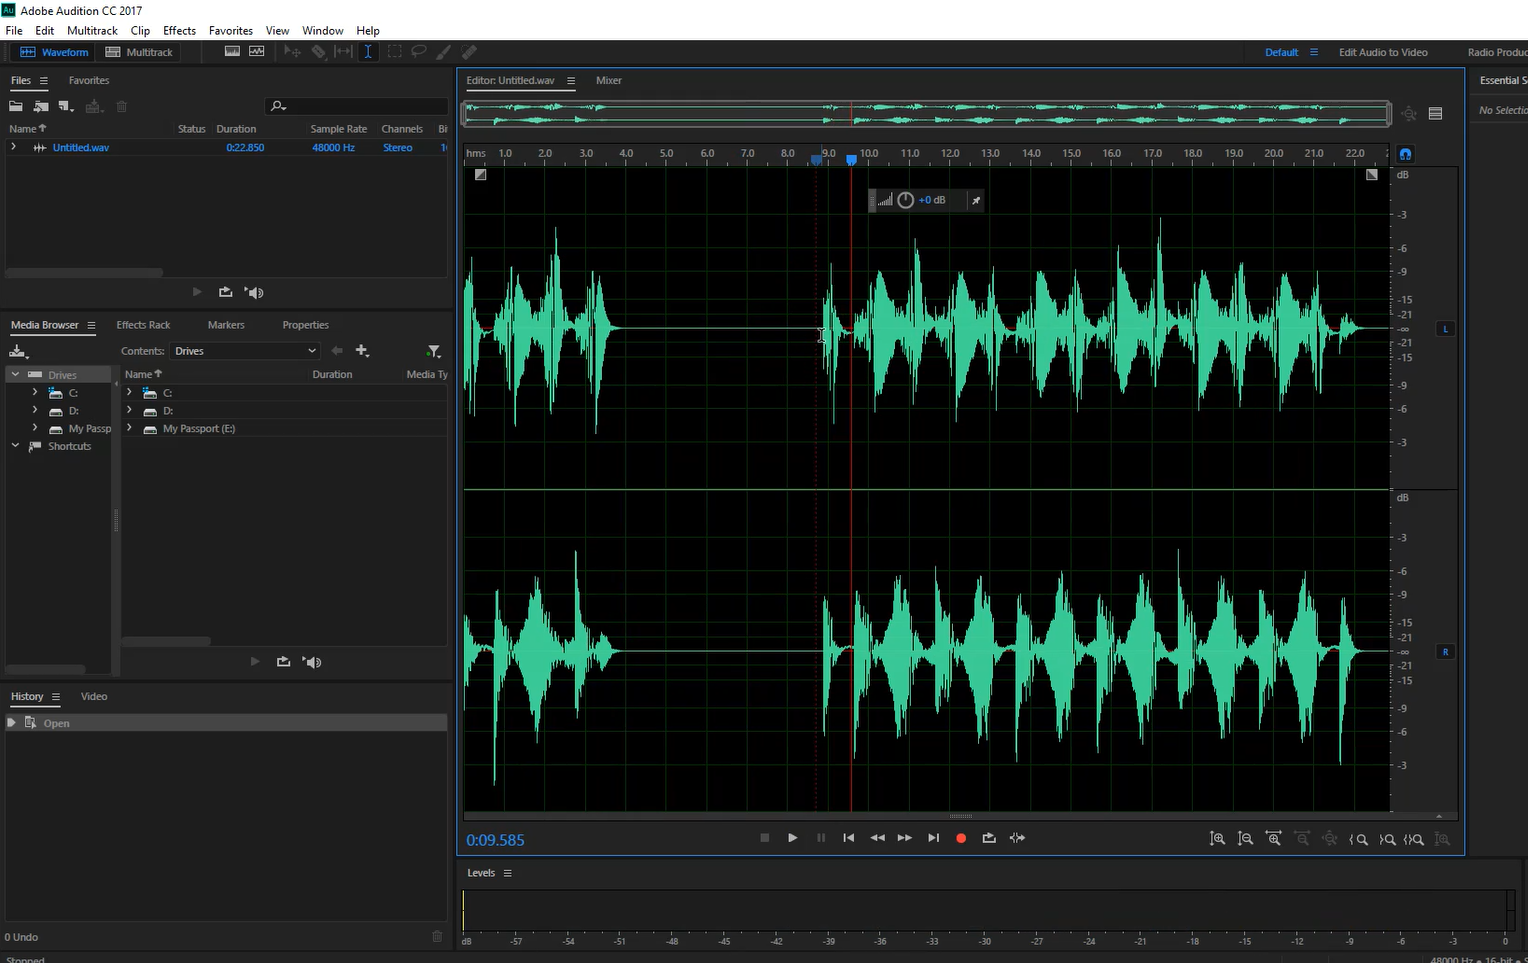 Adobe Audition CC 2017
File Edit Multitrack Clip Effects Favorites View Window Help
Waveform Multitrack Default Edit Audio to Video Radio Produc
Files Favorites
Name Status Duration Sample Rate Channels Bi
Untitled.wav 0:22.850 48000 Hz Stereo 1
Media Browser Effects Rack Markers Properties
Contents: Drives
Drives
C:
D:
My Passp
Shortcuts
Name Duration Media Ty
C:
D:
My Passport (E:)
History Video
Open
0 Undo
Stopped
Editor: Untitled.wav Mixer
hms 1.0 2.0 3.0 4.0 5.0 6.0 7.0 8.0 9.0 10.0 11.0 12.0 13.0 14.0 15.0 16.0 17.0 18.0 19.0 20.0 21.0 22.0
+0 dB
dB
-3
-6
-9
-15
-21
-∞
-21
-15
-9
-6
-3
L
dB
-3
-6
-9
-15
-21
-∞
-21
-15
-9
-6
-3
R
0:09.585
Levels
dB -57 -54 -51 -48 -45 -42 -39 -36 -33 -30 -27 -24 -21 -18 -15 -12 -9 -6 -3 0
48000 Hz • 16-bit •
Essential S
No Selectio